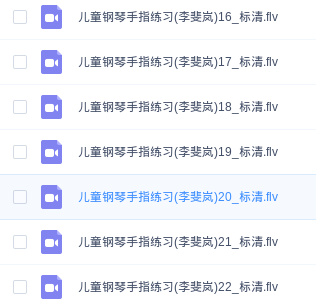 儿童钢琴手指练习(李斐岚)16_标清.flv
儿童钢琴手指练习(李斐岚)17_标清.flv
儿童钢琴手指练习(李斐岚)18_标清.flv
儿童钢琴手指练习(李斐岚)19_标清.flv
儿童钢琴手指练习(李斐岚)20_标清.flv
儿童钢琴手指练习(李斐岚)21_标清.flv
儿童钢琴手指练习(李斐岚)22_标清.flv